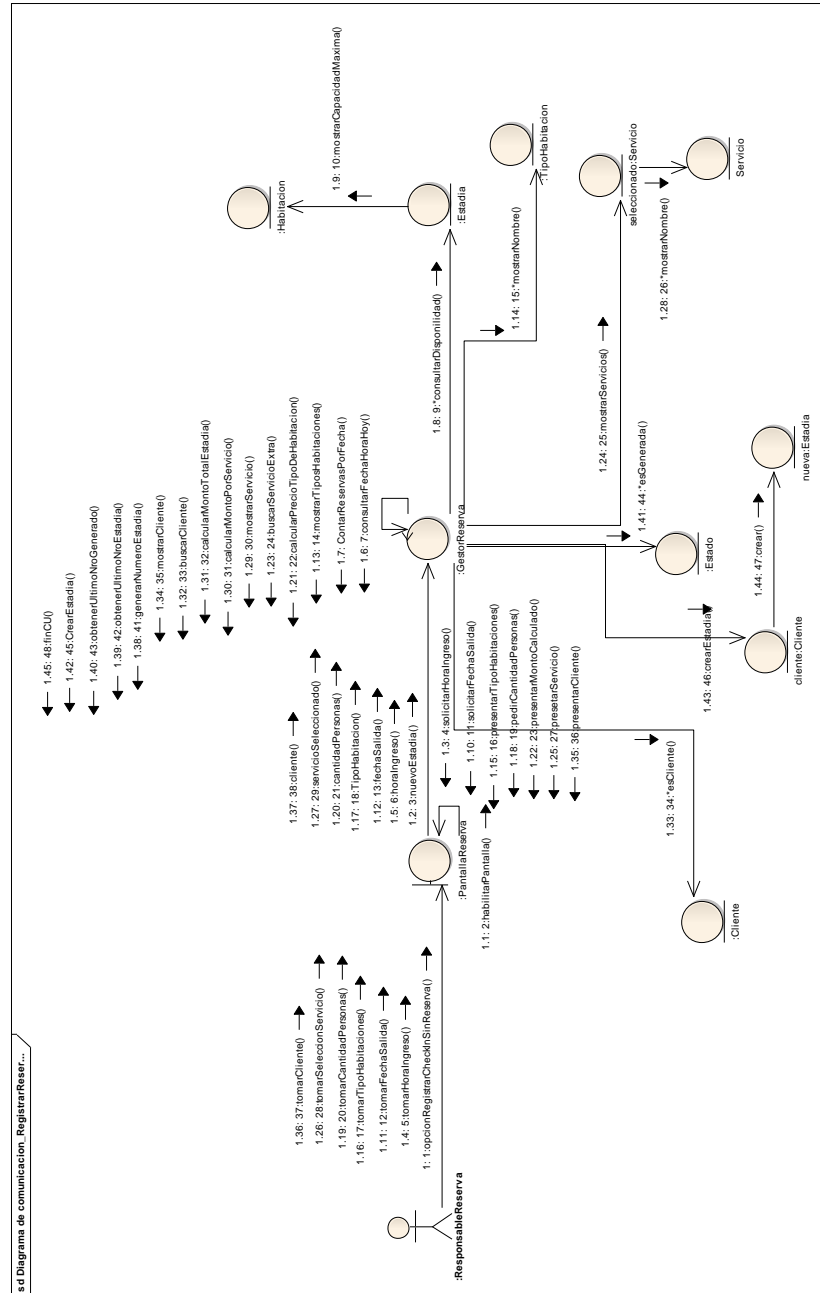 sd Diagrama de comunicacion_RegistrarReser...
:ResponsableReserva
1.36: 37:tomarCliente()
1.26: 28:tomarSeleccionServicio()
1.19: 20:tomarCantidadPersonas()
1.16: 17:tomarTipoHabitaciones()
1.11: 12:tomarFechaSalida()
1.4: 5:tomarHoraIngreso()
1: 1:opcionRegistrarCheckInSinReserva()
:PantallaReserva
1.1: 2:habilitarPantalla()
1.37: 38:cliente()
1.27: 29:servicioSeleccionado()
1.20: 21:cantidadPersonas()
1.17: 18:TipoHabitacion()
1.12: 13:fechaSalida()
1.5: 6:horaIngreso()
1.2: 3:nuevoEstadia()
1.3: 4:solicitarHoraIngreso()
1.10: 11:solicitarFechaSalida()
1.15: 16:presentarTipoHabitaciones()
1.18: 19:pedirCantidadPersonas()
1.22: 23:presentarMontoCalculado()
1.25: 27:presetarServicio()
1.35: 36:presentarCliente()
1.45: 48:finCU()
1.42: 45:CrearEstadia()
1.40: 43:obtenerUltimoNroGenerado()
1.39: 42:obtenerUltimoNroEstadia()
1.38: 41:generarNumeroEstadia()
1.34: 35:mostrarCliente()
1.32: 33:buscarCliente()
1.31: 32:calcularMontoTotalEstadia()
1.30: 31:calcularMontoPorServicio()
1.29: 30:mostrarServicio()
1.23: 24:buscarServicioExtra()
1.21: 22:calcularPrecioTipoDeHabitacion()
1.13: 14:mostrarTiposHabitaciones()
1.7: ContarReservasPorFecha()
1.6: 7:consultarFechaHoraHoy()
:GestorReserva
1.33: 34:*esCliente()
:Cliente
1.43: 46:crearEstadia()
cliente:Cliente
1.44: 47:crear()
nueva:Estadia
1.41: 44:*esGenerada()
:Estado
1.8: 9:*consultarDisponilidad()
:Estadia
1.9: 10:mostrarCapacidadMaxima()
:Habitacion
1.14: 15:*mostrarNombre()
:TipoHabitacion
1.24: 25:mostrarServicios()
seleccionado:Servicio
1.28: 26:*mostrarNombre()
Servicio